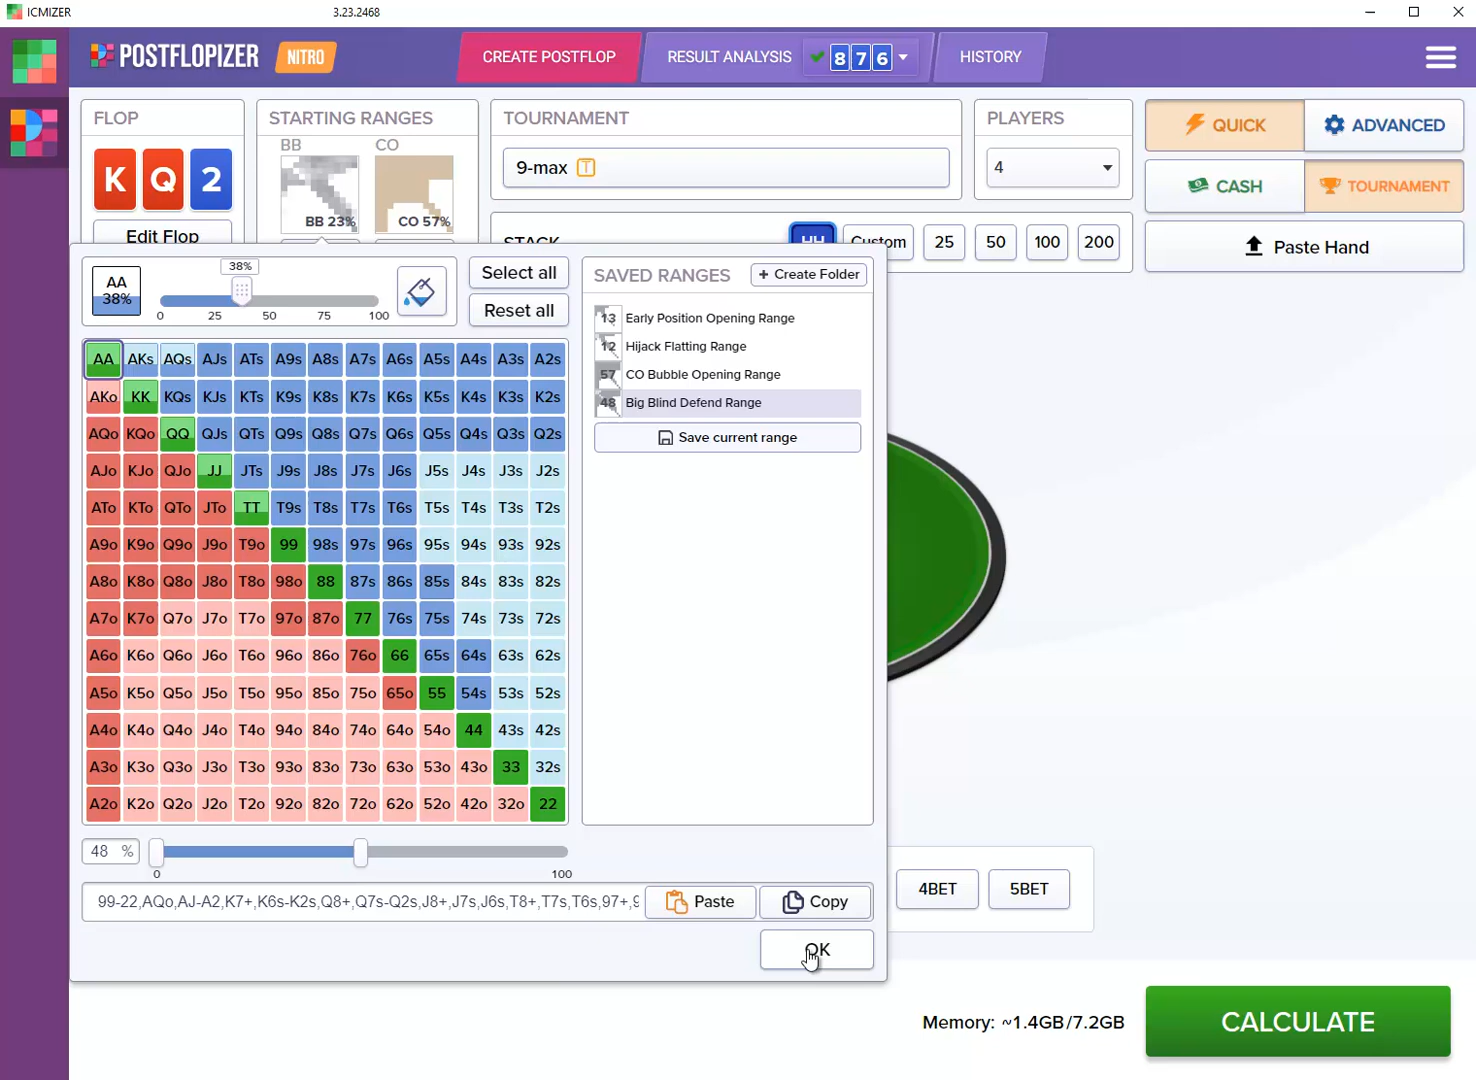 ICMIZER 3.23.2468
POSTFLOPIZER NITRO CREATE POSTFLOP RESULT ANALYSIS 8 7 6 HISTORY
FLOP STARTING RANGES TOURNAMENT PLAYERS QUICK ADVANCED
BB CO
K Q 2 9-max T 4 CASH TOURNAMENT
BB 23% CO 57%
Edit Flop STACK Custom 25 50 100 200 Paste Hand
AA 38% 38% Select all SAVED RANGES + Create Folder
0 25 50 75 100 Reset all
13 Early Position Opening Range
12 Hijack Flatting Range
57 CO Bubble Opening Range
48 Big Blind Defend Range
Save current range
AA AKs AQs AJs ATs A9s A8s A7s A6s A5s A4s A3s A2s
AKo KK KQs KJs KTs K9s K8s K7s K6s K5s K4s K3s K2s
AQo KQo QQ QJs QTs Q9s Q8s Q7s Q6s Q5s Q4s Q3s Q2s
AJo KJo QJo JJ JTs J9s J8s J7s J6s J5s J4s J3s J2s
ATo KTo QTo JTo TT T9s T8s T7s T6s T5s T4s T3s T2s
A9o K9o Q9o J9o T9o 99 98s 97s 96s 95s 94s 93s 92s
A8o K8o Q8o J8o T8o 98o 88 87s 86s 85s 84s 83s 82s
A7o K7o Q7o J7o T7o 97o 87o 77 76s 75s 74s 73s 72s
A6o K6o Q6o J6o T6o 96o 86o 76o 66 65s 64s 63s 62s
A5o K5o Q5o J5o T5o 95o 85o 75o 65o 55 54s 53s 52s
A4o K4o Q4o J4o T4o 94o 84o 74o 64o 54o 44 43s 42s
A3o K3o Q3o J3o T3o 93o 83o 73o 63o 53o 43o 33 32s
A2o K2o Q2o J2o T2o 92o 82o 72o 62o 52o 42o 32o 22
48 %
0 100
99-22,AQo,AJ-A2,K7+,K6s-K2s,Q8+,Q7s-Q2s,J8+,J7s,J6s,T8+,T7s,T6s,97+, Paste Copy
4BET 5BET
OK
Memory: ~1.4GB/7.2GB CALCULATE